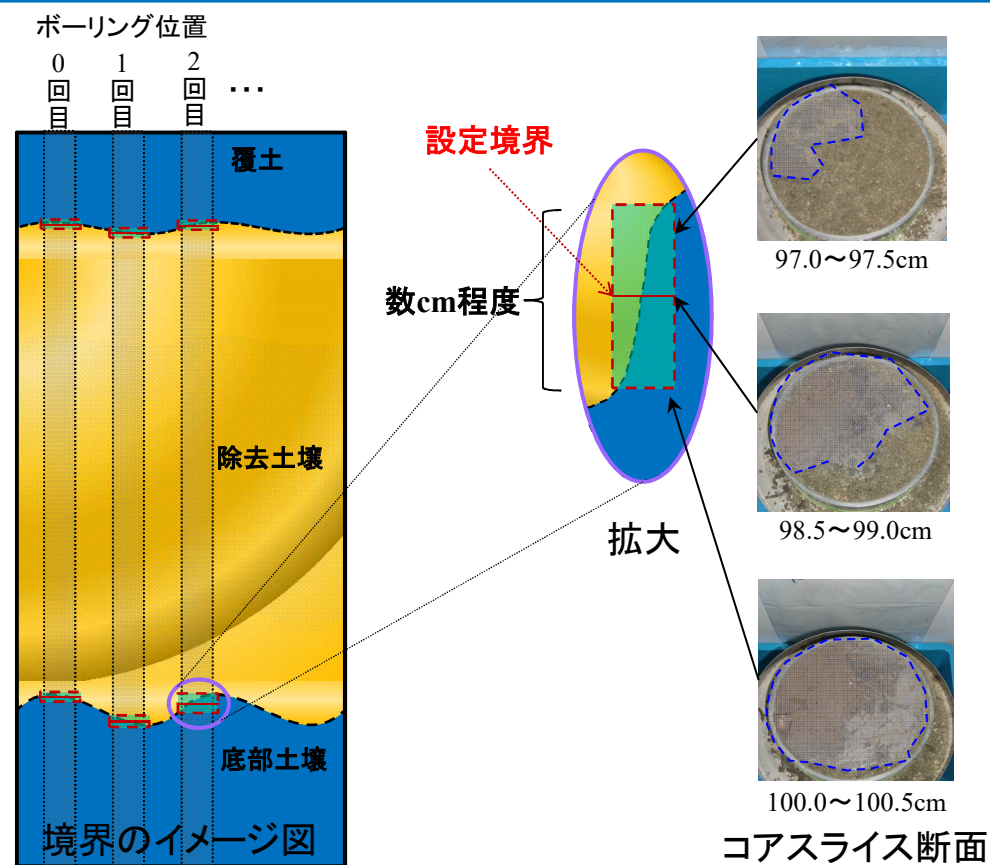 ボーリング位置
0回目
1回目
2回目
…
覆土
設定境界
数cm程度
除去土壌
拡大
底部土壌
境界のイメージ図
97.0～97.5cm
98.5～99.0cm
100.0～100.5cm
コアスライス断面